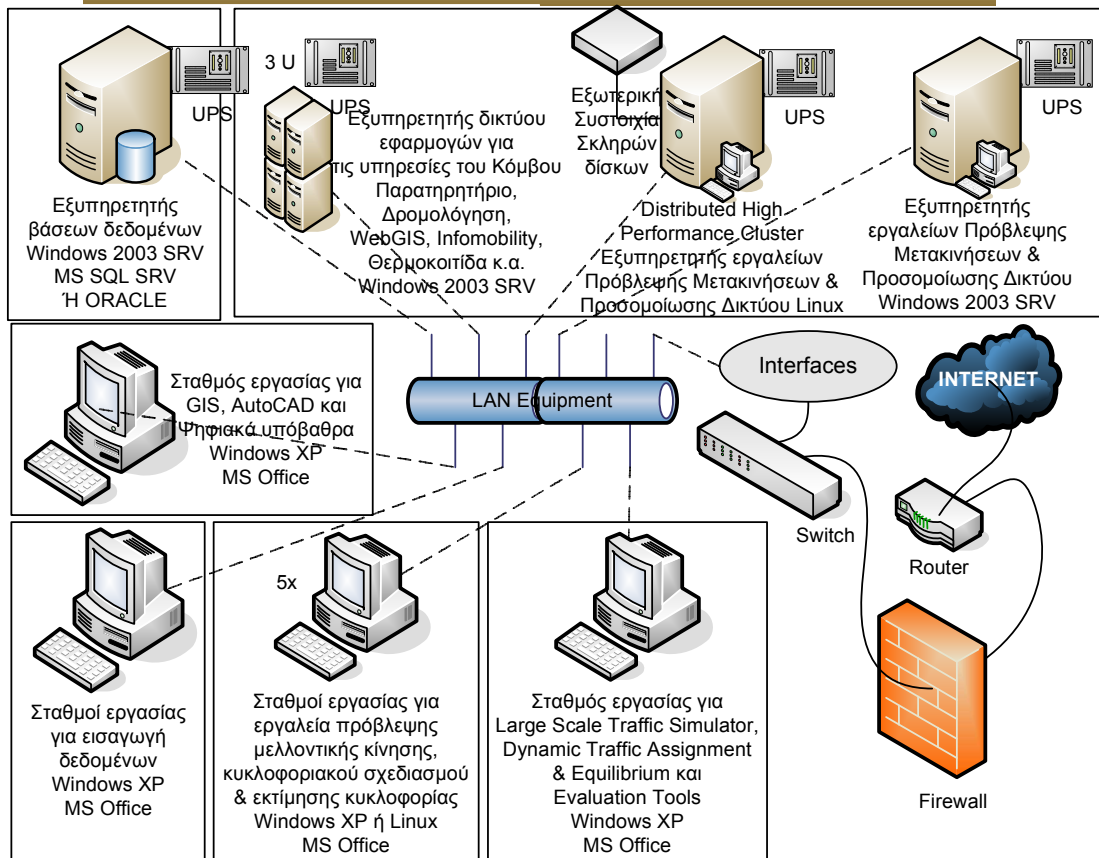 UPS
Εξυπηρετητής
βάσεων δεδομένων
Windows 2003 SRV
MS SQL SRV
Ή ORACLE
3 U
UPS
Εξυπηρετητής δικτύου
εφαρμογών για
τις υπηρεσίες του Κόμβου
Παρατηρητήριο,
Δρομολόγηση,
WebGIS, Infomobility,
Θερμοκοιτίδα κ.α.
Windows 2003 SRV
Εξωτερική
Συστοιχία
Σκληρών
δίσκων
UPS
Distributed High
Performance Cluster
Εξυπηρετητής εργαλείων
Πρόβλεψής Μετακινήσεων &
Προσομοίωσης Δικτύου Linux
UPS
Εξυπηρετητής
εργαλείων Πρόβλεψης
Μετακινήσεων &
Προσομοίωσης Δικτύου
Windows 2003 SRV
Σταθμός εργασίας για
GIS, AutoCAD και
Ψηφιακά υπόβαθρα
Windows XP
MS Office
LAN Equipment
Interfaces
INTERNET
Switch
Router
Firewall
Σταθμοί εργασίας
για εισαγωγή
δεδομένων
Windows XP
MS Office
5x
Σταθμοί εργασίας για
εργαλεία πρόβλεψης
μελλοντικής κίνησης,
κυκλοφοριακού σχεδιασμού
& εκτίμησης κυκλοφορίας
Windows XP ή Linux
MS Office
Σταθμός εργασίας για
Large Scale Traffic Simulator,
Dynamic Traffic Assignment
& Equilibrium και
Evaluation Tools
Windows XP
MS Office